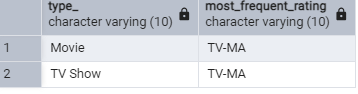 type_ most_frequent_rating
character varying (10) character varying (10)
1 Movie TV-MA
2 TV Show TV-MA